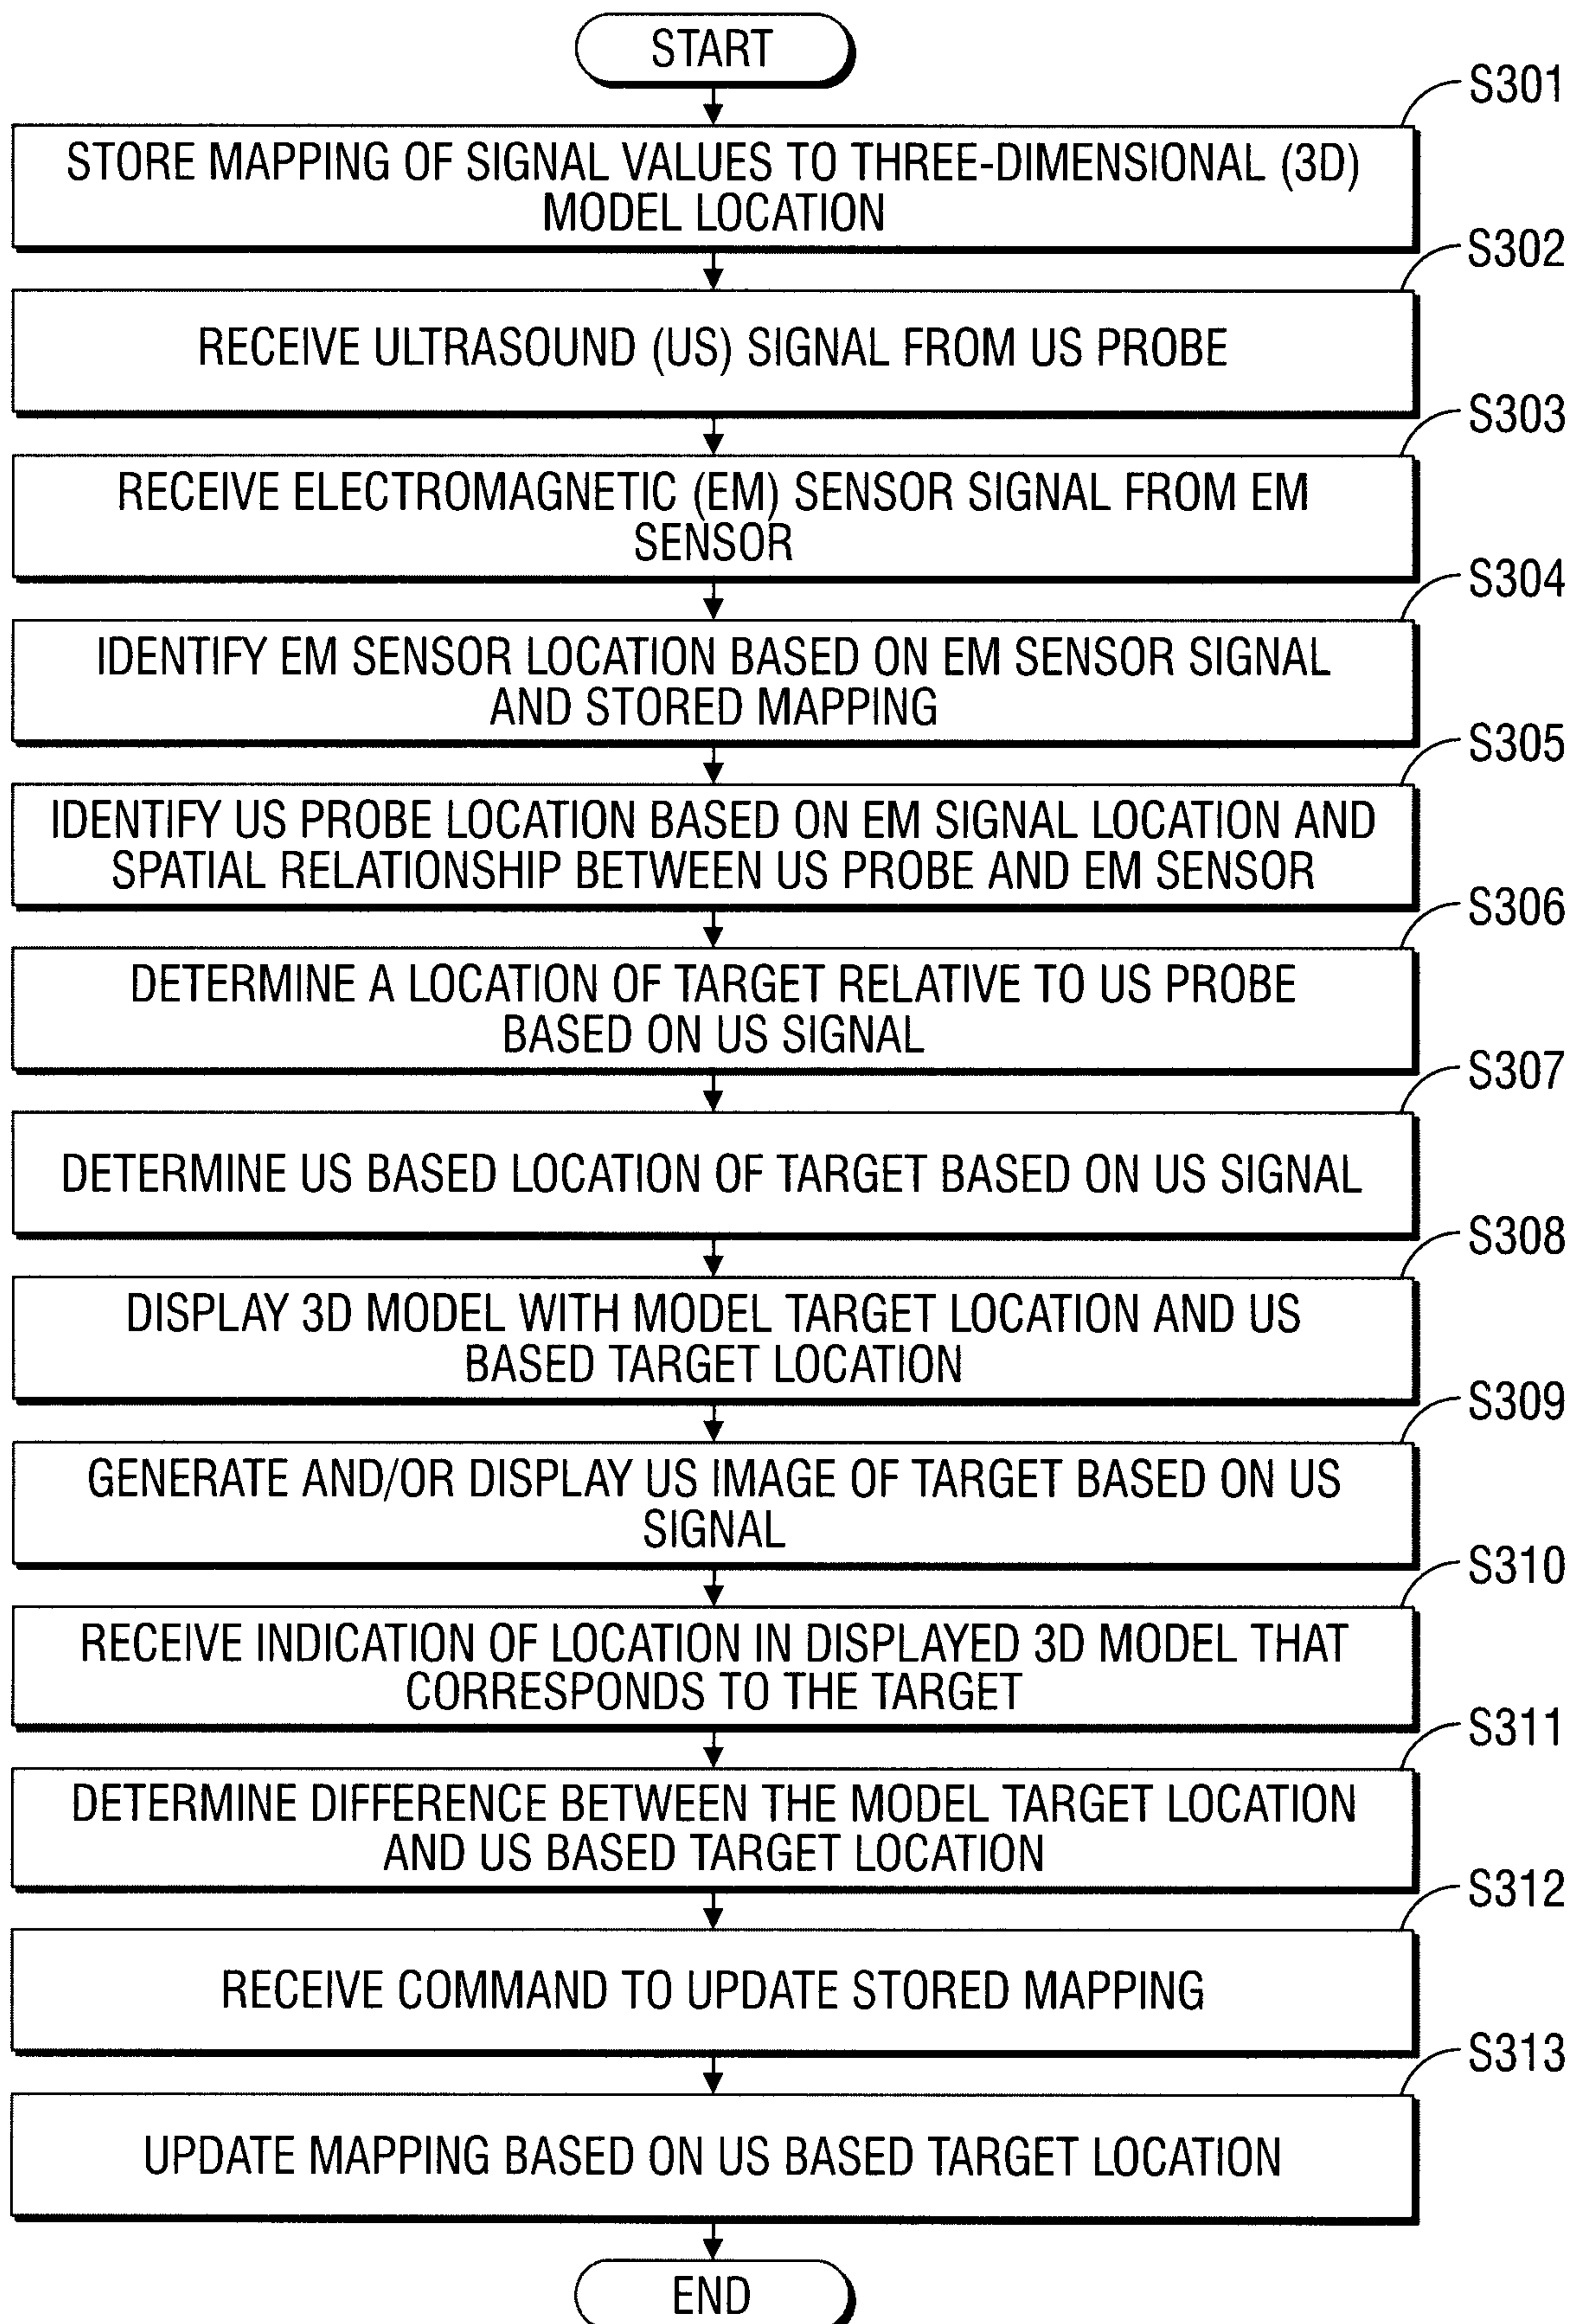 START
S301
STORE MAPPING OF SIGNAL VALUES TO THREE-DIMENSIONAL (3D)
MODEL LOCATION
S302
RECEIVE ULTRASOUND (US) SIGNAL FROM US PROBE
S303
RECEIVE ELECTROMAGNETIC (EM) SENSOR SIGNAL FROM EM
SENSOR
S304
IDENTIFY EM SENSOR LOCATION BASED ON EM SENSOR SIGNAL
AND STORED MAPPING
S305
IDENTIFY US PROBE LOCATION BASED ON EM SIGNAL LOCATION AND
SPATIAL RELATIONSHIP BETWEEN US PROBE AND EM SENSOR
S306
DETERMINE A LOCATION OF TARGET RELATIVE TO US PROBE
BASED ON US SIGNAL
S307
DETERMINE US BASED LOCATION OF TARGET BASED ON US SIGNAL
S308
DISPLAY 3D MODEL WITH MODEL TARGET LOCATION AND US
BASED TARGET LOCATION
S309
GENERATE AND/OR DISPLAY US IMAGE OF TARGET BASED ON US
SIGNAL
S310
RECEIVE INDICATION OF LOCATION IN DISPLAYED 3D MODEL THAT
CORRESPONDS TO THE TARGET
S311
DETERMINE DIFFERENCE BETWEEN THE MODEL TARGET LOCATION
AND US BASED TARGET LOCATION
S312
RECEIVE COMMAND TO UPDATE STORED MAPPING
S313
UPDATE MAPPING BASED ON US BASED TARGET LOCATION
END